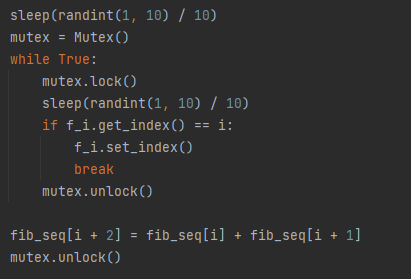 sleep(randint(1, 10) / 10)
mutex = Mutex()
while True:
    mutex.lock()
    sleep(randint(1, 10) / 10)
    if f_i.get_index() == i:
        f_i.set_index()
        break
    mutex.unlock()

fib_seq[i + 2] = fib_seq[i] + fib_seq[i + 1]
mutex.unlock()